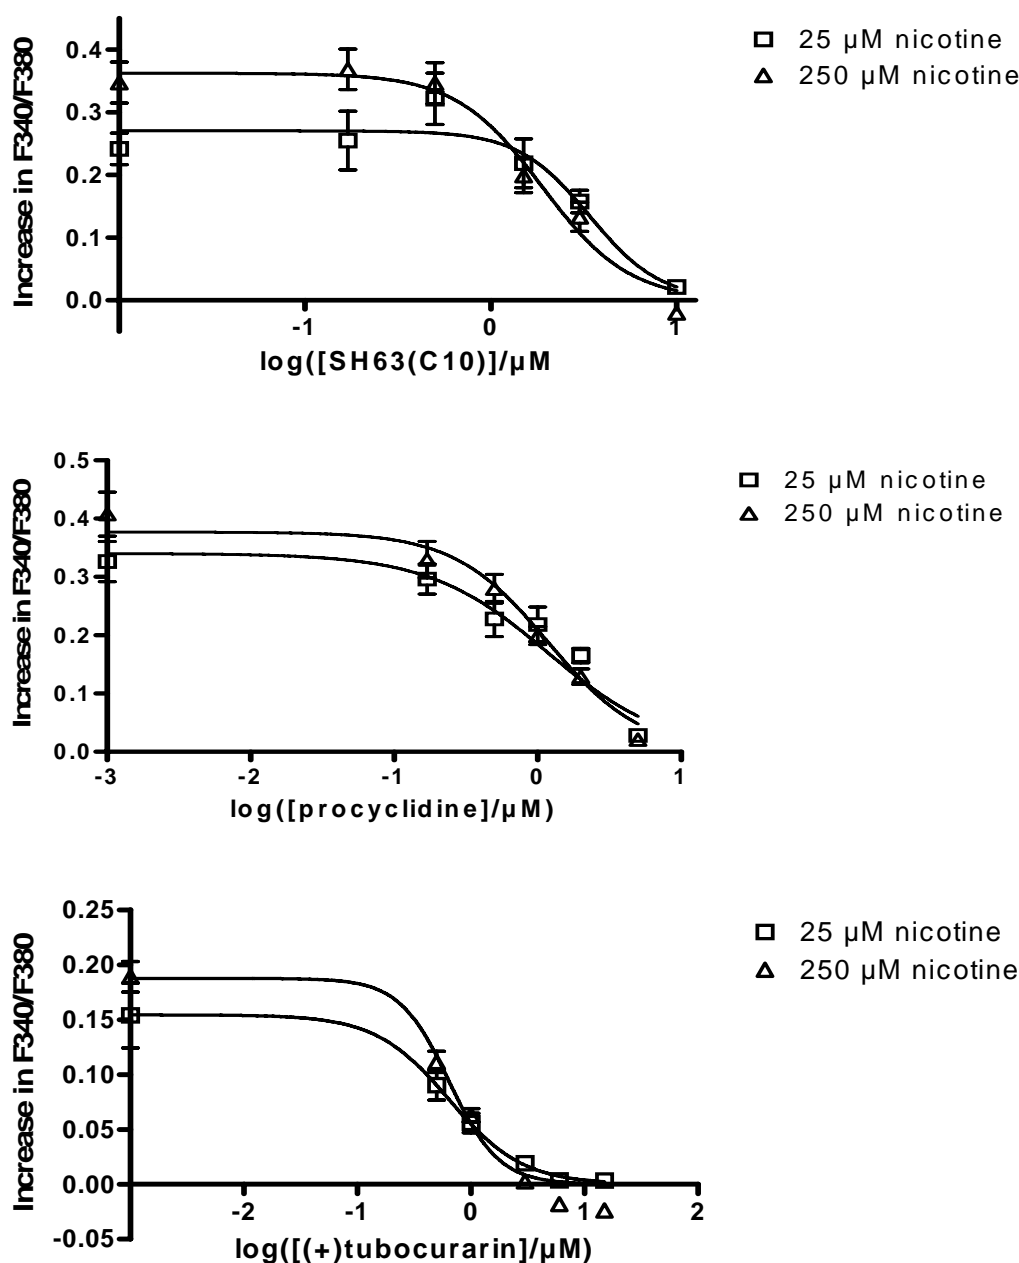 25 µM nicotine
250 µM nicotine
Increase in F340/F380
0.4
0.3
0.2
0.1
0.0
-1
0
1
log([SH63(C10)]/µM
25 µM nicotine
250 µM nicotine
Increase in F340/F380
0.5
0.4
0.3
0.2
0.1
0.0
-3
-2
-1
0
1
log([procyclidine]/µM)
25 µM nicotine
250 µM nicotine
Increase in F340/F380
0.25
0.20
0.15
0.10
0.05
0.00
-0.05
-2
-1
0
1
2
log([(+)tubocurarin]/µM)